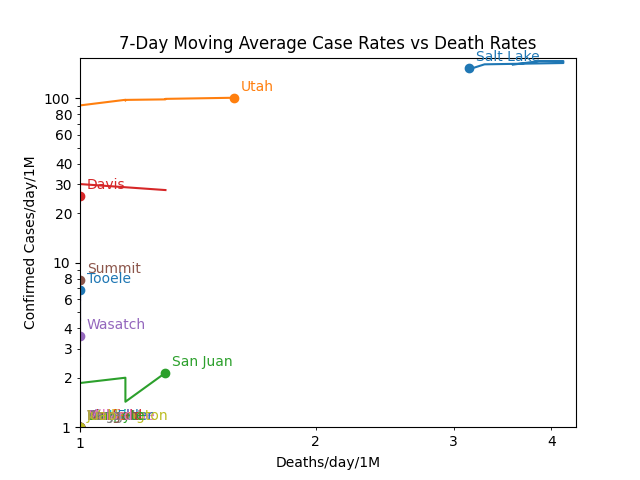 7-Day Moving Average Case Rates vs Death Rates
Salt Lake
Utah
100
80
60
40
Davis
30
20
Summit
10
Tooele
8
6
Wasatch
4
3
San Juan
2
1
1
2
3
4
Confirmed Cases/day/1M
Deaths/day/1M